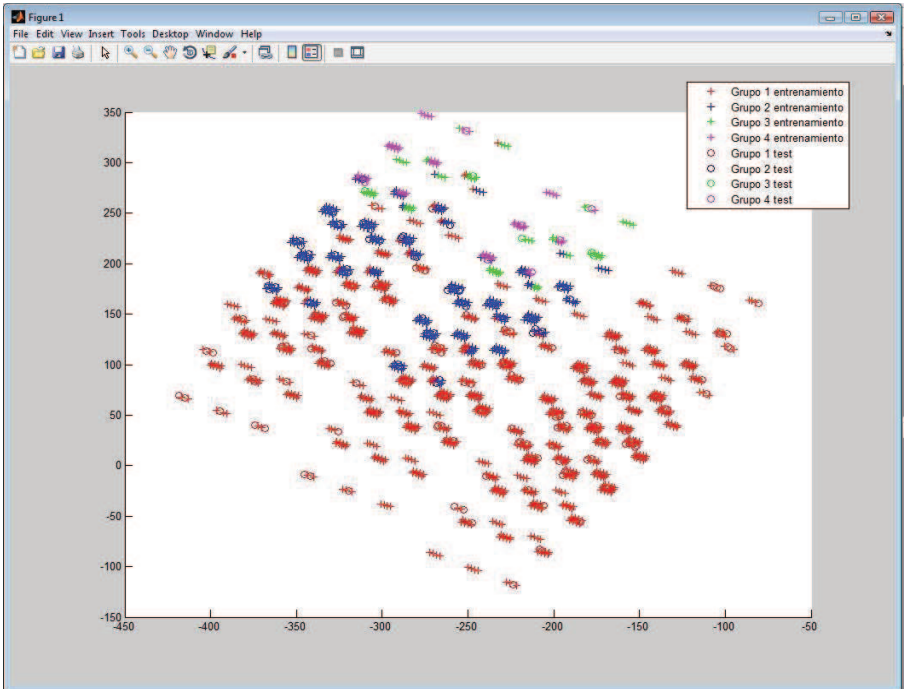 Figure 1
File Edit View Insert Tools Desktop Window Help
Grupo 1 entrenamiento
Grupo 2 entrenamiento
Grupo 3 entrenamiento
Grupo 4 entrenamiento
Grupo 1 test
Grupo 2 test
Grupo 3 test
Grupo 4 test
350
300
250
200
150
100
50
0
-50
-100
-150
-450 -400 -350 -300 -250 -200 -150 -100 -50